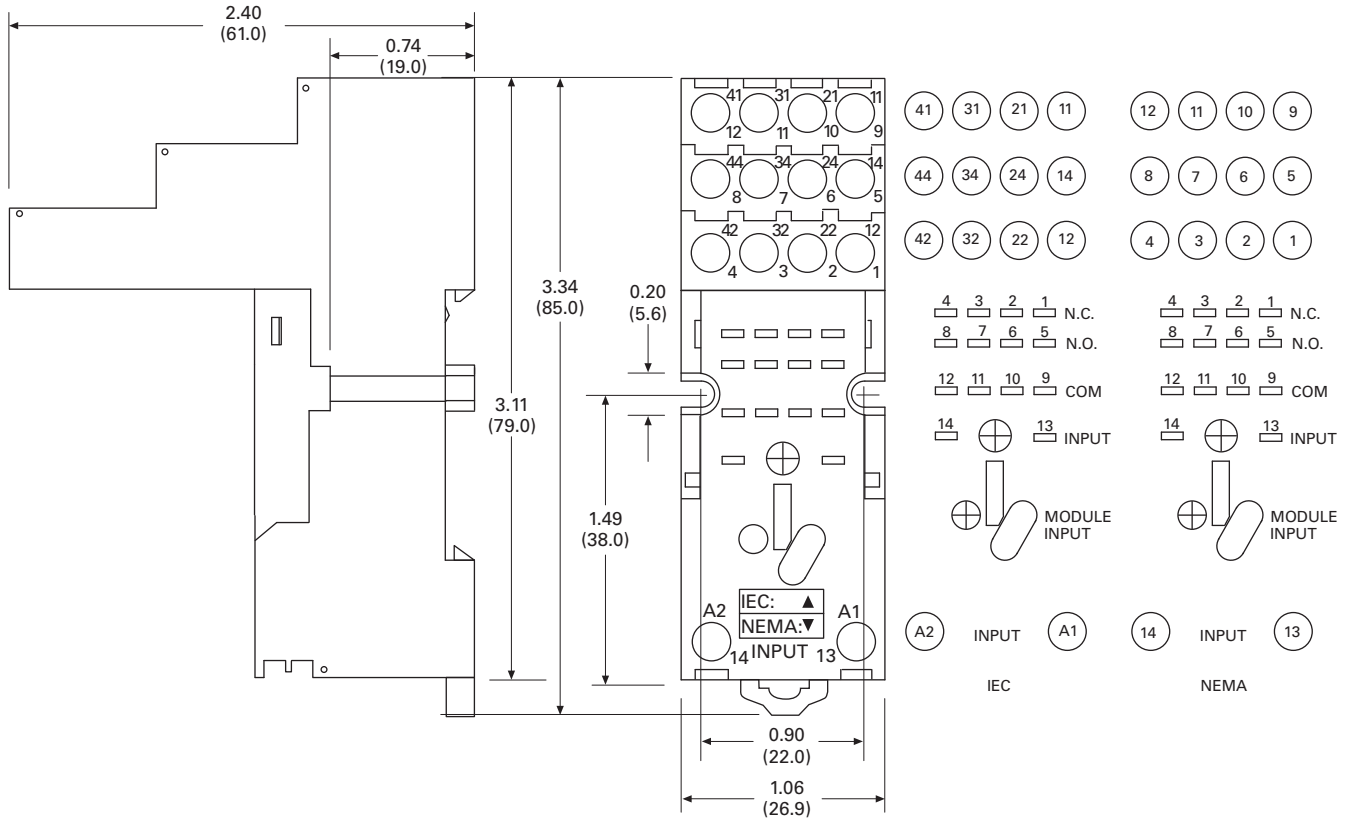 2.40
(61.0)
0.74
(19.0)
3.34
(85.0)
3.11
(79.0)
0.20
(5.6)
1.49
(38.0)
41 31 21 11
12 11 10 9
44 34 24 14
8 7 6 5
42 32 22 12
4 3 2 1
A2 A1
IEC: ▲
NEMA:▼
14 INPUT 13
0.90
(22.0)
1.06
(26.9)
41 31 21 11
44 34 24 14
42 32 22 12
4 3 2 1 N.C.
8 7 6 5 N.O.
12 11 10 9 COM
14 13 INPUT
MODULE
INPUT
A2 INPUT A1
IEC
12 11 10 9
8 7 6 5
4 3 2 1
4 3 2 1 N.C.
8 7 6 5 N.O.
12 11 10 9 COM
14 13 INPUT
MODULE
INPUT
14 INPUT 13
NEMA